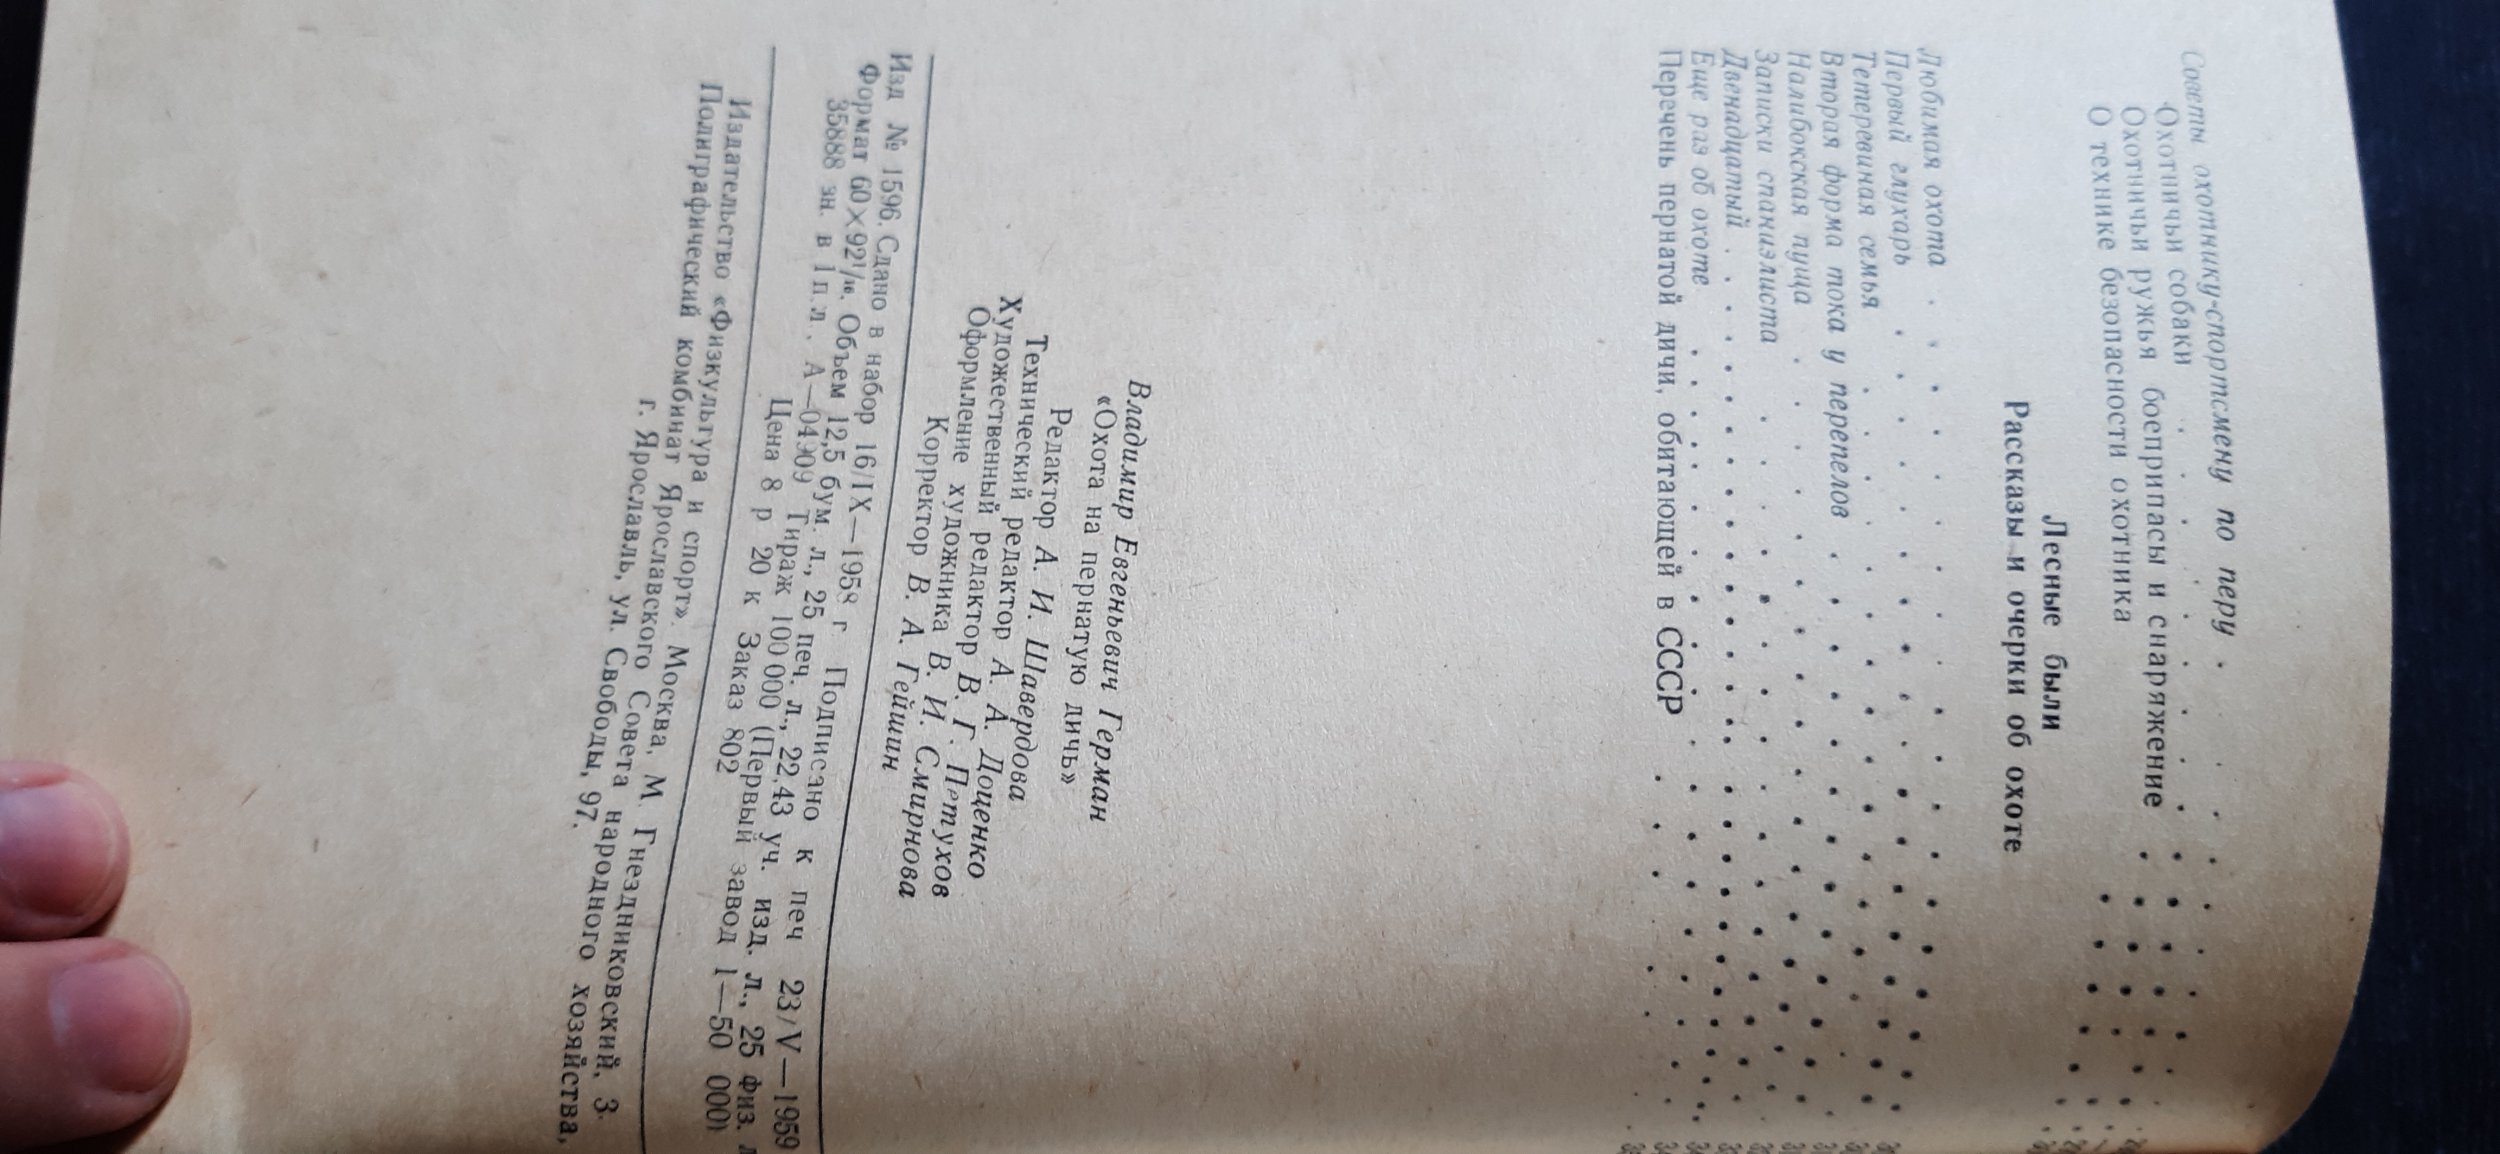 Советы охотнику-спортсмену по перу . . . . . . .
Охотничьи собаки . . . . . . . . . . . .
Охотничьи ружья боеприпасы и снаряжение . . . . . .
О технике безопасности охотника . . . . .
Лесные были
Рассказы и очерки об охоте
Любимая охота . . . . . . . . . . . . .
Первый глухарь . . . . . . . . . . . . .
Тетеревиная семья . . . . . . . . . . . .
Вторая форма тока у перепелов . . . . . . . . .
Налибокская пуща . . . . . . . . . . . .
Записки спаниэлиста . . . . . . . . . . .
Двенадцатый . . . . . . . . . . . . . .
Еще раз об охоте . . . . . . . . . . . .
Перечень пернатой дичи, обитающей в СССР . . . . .
Владимир Евгеньевич Герман
«Охота на пернатую дичь»
Редактор А. И. Шавердова
Технический редактор А. А. Доценко
Художественный редактор В. Г. Петухов
Оформление художника В. И. Смирнова
Корректор В. А. Гейшин
Изд № 1596. Сдано в набор 16/IX—1958 г Подписано к печ 23/V—1959
Формат 60×92¹/₁₆. Объем 12,5 бум л., 25 печ. л., 22,43 уч. изд. л., 25 физ.
35888 зн. в 1 п.л. А—04909 Тираж 100 000 (Первый завод 1—50 000)
Цена 8 р 20 к Заказ 802
Издательство «Физкультура и спорт». Москва, М. Гнездниковский, 3.
Полиграфический комбинат Ярославского Совета народного хозяйства,
г. Ярославль, ул. Свободы, 97.